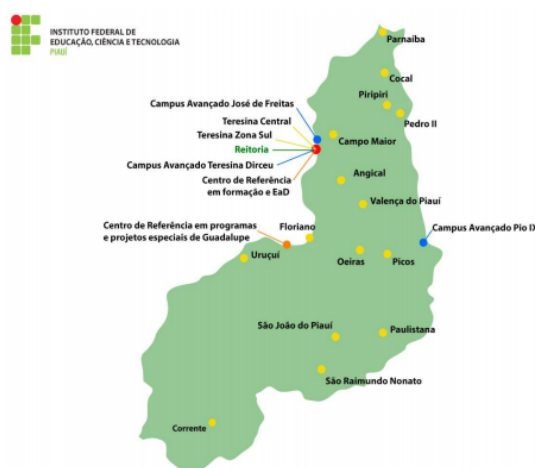 INSTITUTO FEDERAL DE
EDUCAÇÃO, CIÊNCIA E TECNOLOGIA
PIAUÍ
Parnaíba
Cocal
Piripiri
Pedro II
Campus Avançado José de Freitas
Teresina Central
Teresina Zona Sul
Campo Maior
Reitoria
Campus Avançado Teresina Dirceu
Centro de Referência
em formação e EaD
Angical
Valença do Piauí
Centro de Referência em programas
e projetos especiais de Guadalupe
Floriano
Campus Avançado Pio IX
Uruçuí
Oeiras
Picos
São João do Piauí
Paulistana
São Raimundo Nonato
Corrente